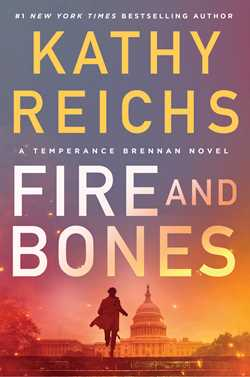 #1 NEW YORK TIMES BESTSELLING AUTHOR
KATHY
REICHS
A TEMPERANCE BRENNAN NOVEL
FIRE AND
BONES